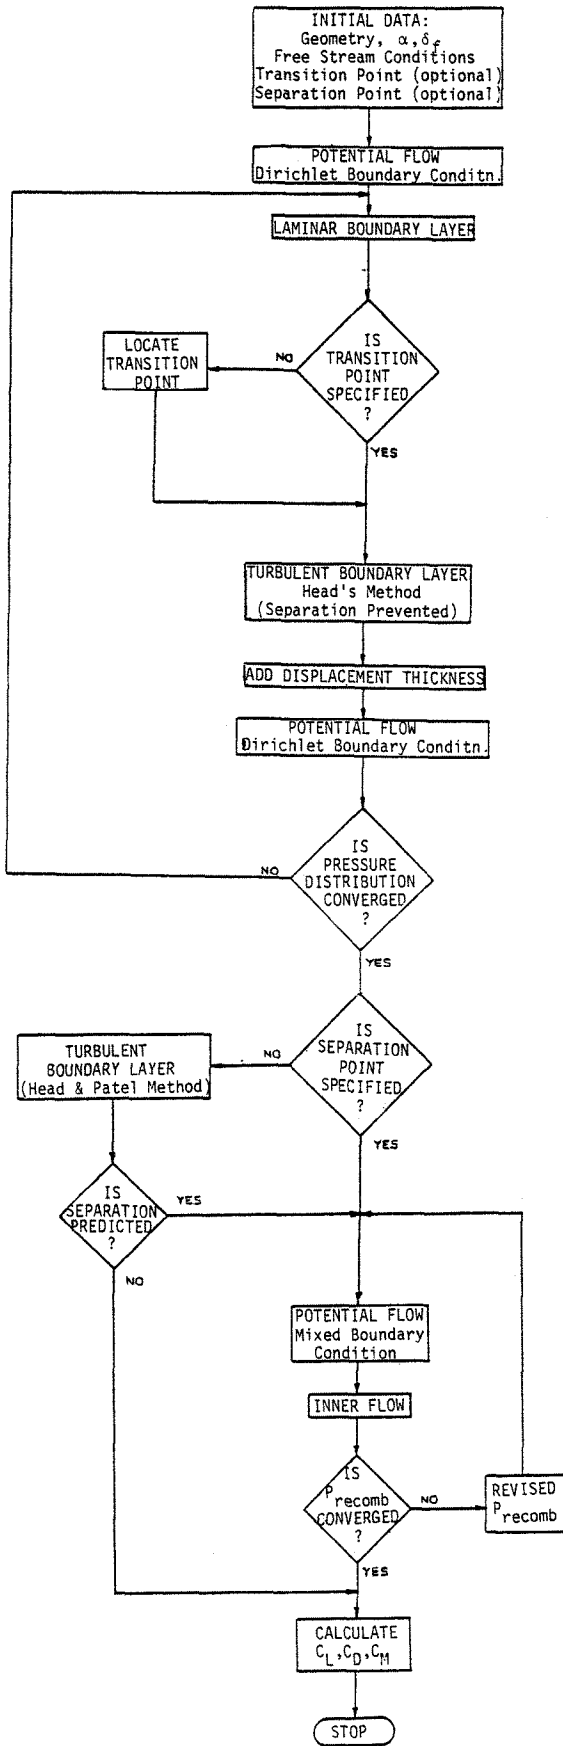 INITIAL DATA:
Geometry, α,δf
Free Stream Conditions
Transition Point (optional)
Separation Point (optional)
POTENTIAL FLOW
Dirichlet Boundary Conditn.
LAMINAR BOUNDARY LAYER
IS
TRANSITION
POINT
SPECIFIED
?
NO
LOCATE
TRANSITION
POINT
YES
TURBULENT BOUNDARY LAYER
Head's Method
(Separation Prevented)
ADD DISPLACEMENT THICKNESS
POTENTIAL FLOW
Dirichlet Boundary Conditn.
IS
PRESSURE
DISTRIBUTION
CONVERGED
?
NO
YES
IS
SEPARATION
POINT
SPECIFIED
?
NO
TURBULENT
BOUNDARY LAYER
(Head & Patel Method)
YES
IS
SEPARATION
PREDICTED
?
YES
NO
POTENTIAL FLOW
Mixed Boundary
Condition
INNER FLOW
IS
Precomb
CONVERGED
?
NO
REVISED
Precomb
YES
CALCULATE
CL,CD,CM
STOP